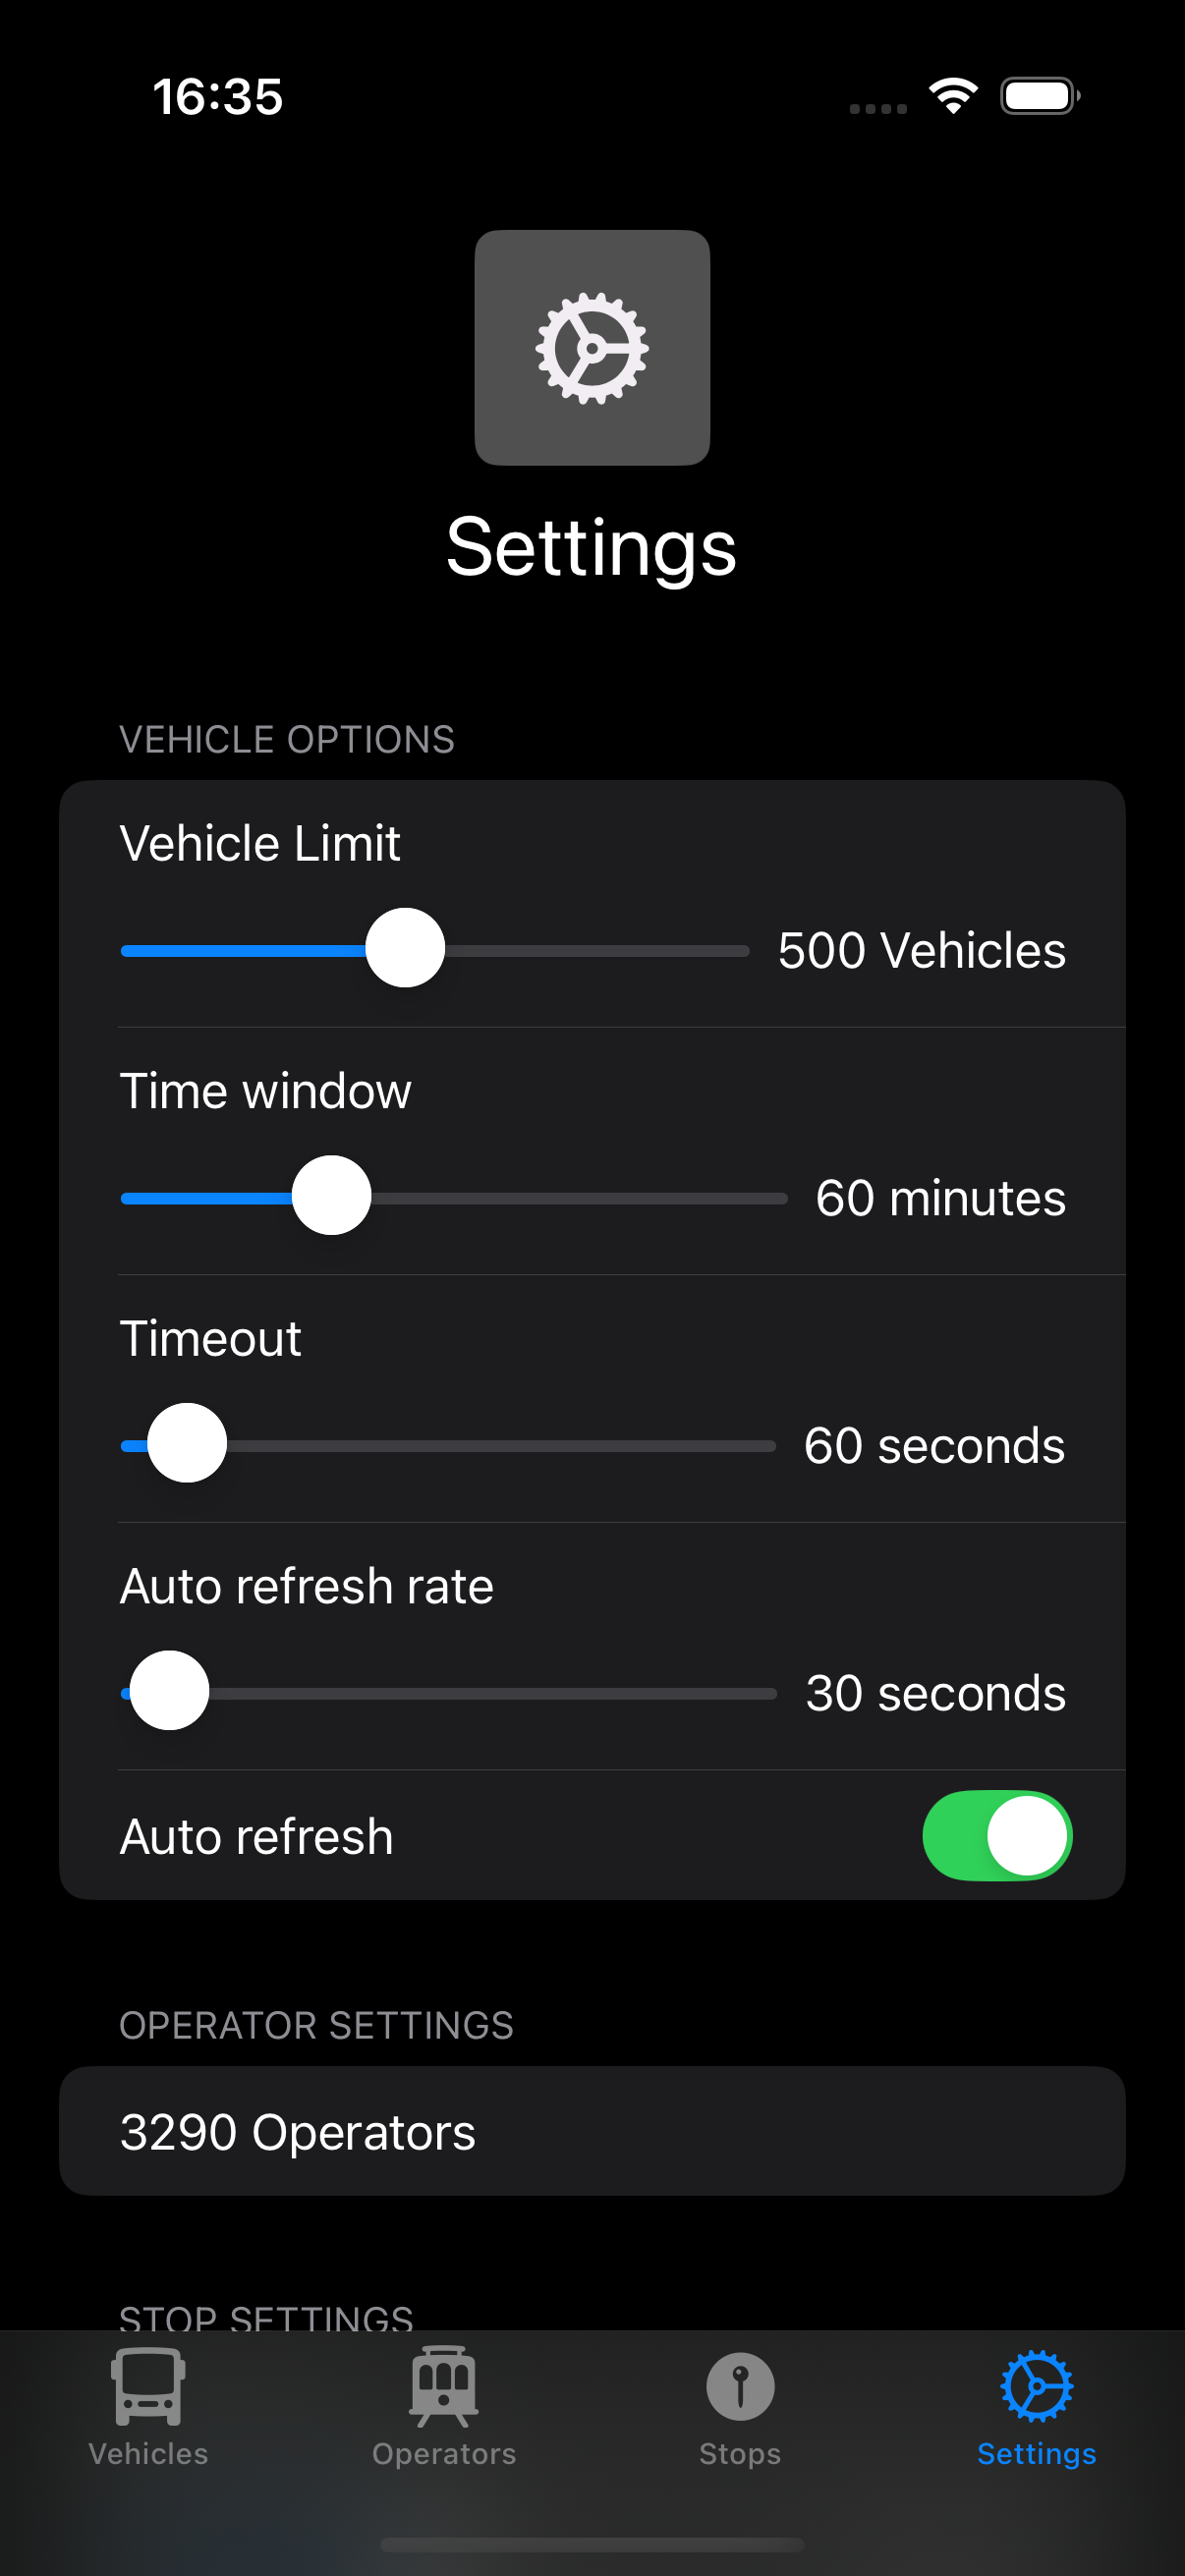 16:35
Settings
VEHICLE OPTIONS
Vehicle Limit
500 Vehicles
Time window
60 minutes
Timeout
60 seconds
Auto refresh rate
30 seconds
Auto refresh
OPERATOR SETTINGS
3290 Operators
STOP SETTINGS
Vehicles
Operators
Stops
Settings